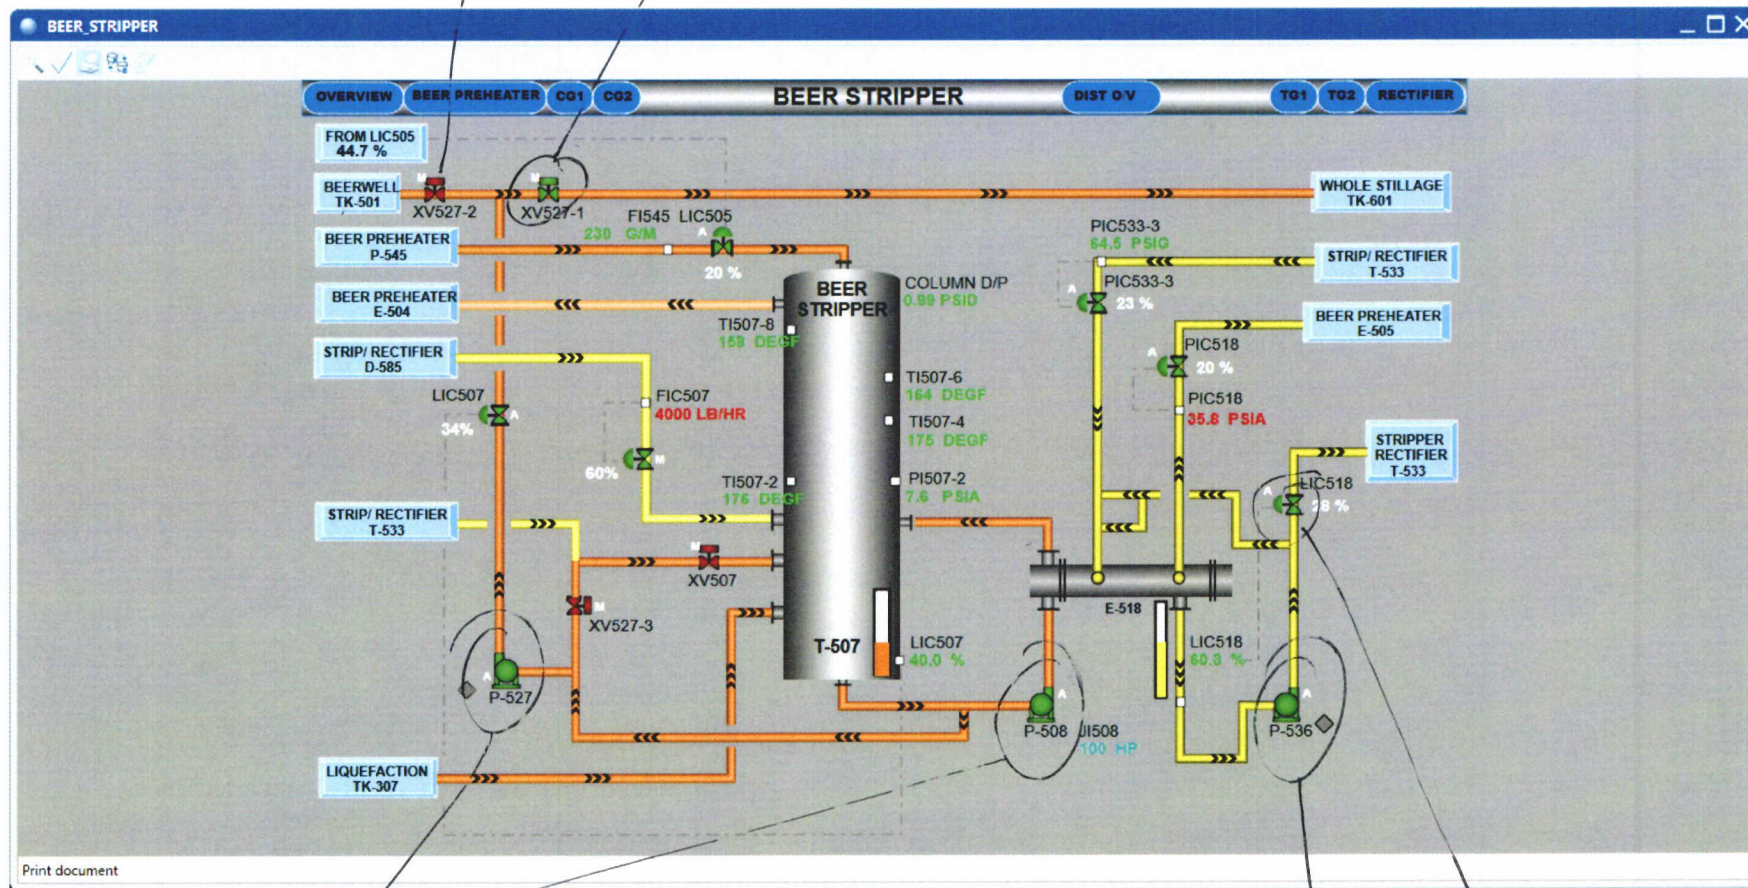 BEER_STRIPPER
OVERVIEW
BEER PREHEATER
CG1
CG2
BEER STRIPPER
DIST O/V
TG1
TG2
RECTIFIER
FROM LIC505
44.7 %
BEERWELL
TK-501
M
XV527-2
M
XV527-1
WHOLE STILLAGE
TK-601
BEER PREHEATER
P-545
FI545
230 G/M
LIC505
A
20 %
PIC533-3
64.5 PSIG
STRIP/ RECTIFIER
T-533
BEER PREHEATER
E-504
BEER
STRIPPER
COLUMN D/P
0.99 PSID
A
PIC533-3
23 %
BEER PREHEATER
E-505
TI507-8
159 DEGF
STRIP/ RECTIFIER
D-585
A
PIC518
20 %
TI507-6
164 DEGF
LIC507
A
34%
FIC507
4000 LB/HR
TI507-4
175 DEGF
PIC518
35.8 PSIA
STRIPPER
RECTIFIER
T-533
60%
M
TI507-2
176 DEGF
PI507-2
7.6 PSIA
A
LIC518
28 %
STRIP/ RECTIFIER
T-533
M
XV507
M
XV527-3
E-518
T-507
LIC507
40.0 %
LIC518
60.3 %
A
P-527
A
P-508
JI508
100 HP
A
P-536
LIQUEFACTION
TK-307
Print document